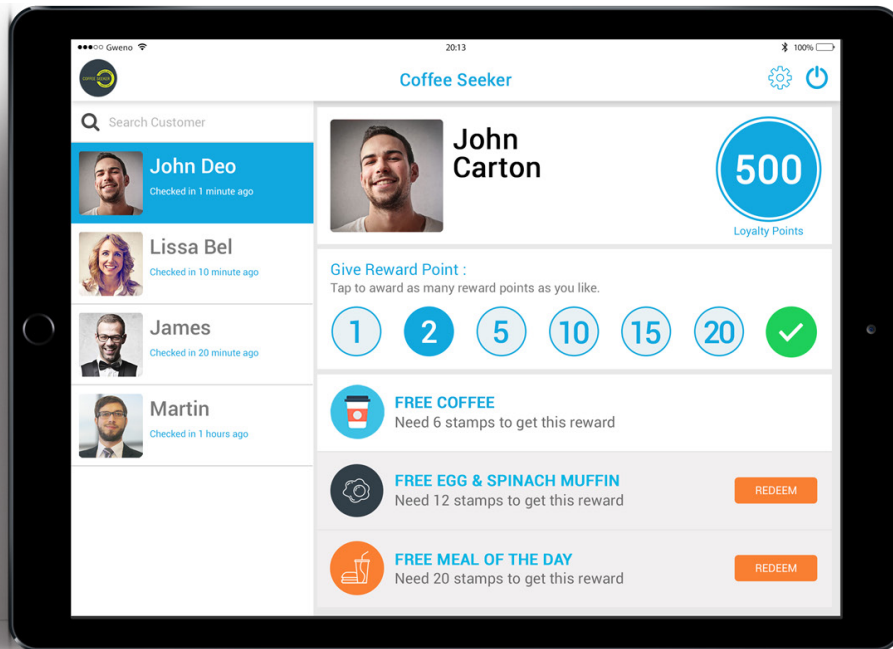 Gweno
20:13
100%
COFFEE SEEKER
Coffee Seeker
Search Customer
John Deo
Checked in 1 minute ago
Lissa Bel
Checked in 10 minute ago
James
Checked in 20 minute ago
Martin
Checked in 1 hours ago
John
Carton
500
Loyalty Points
Give Reward Point :
Tap to award as many reward points as you like.
1 2 5 10 15 20
FREE COFFEE
Need 6 stamps to get this reward
FREE EGG & SPINACH MUFFIN
Need 12 stamps to get this reward
REDEEM
FREE MEAL OF THE DAY
Need 20 stamps to get this reward
REDEEM